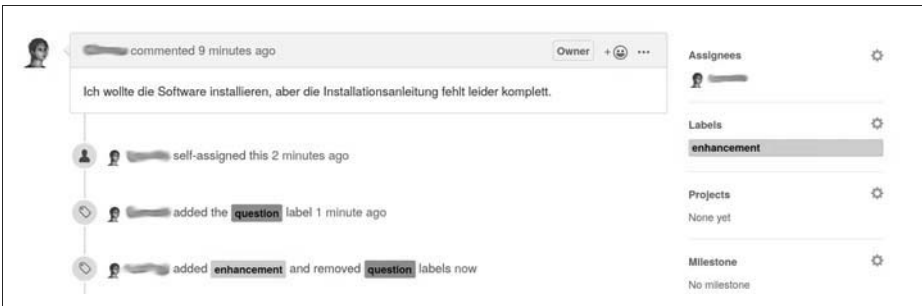 commented 9 minutes ago
Owner
Ich wollte die Software installieren, aber die Installationsanleitung fehlt leider komplett.
self-assigned this 2 minutes ago
added the question label 1 minute ago
added enhancement and removed question labels now
Assignees
Labels
enhancement
Projects
None yet
Milestone
No milestone